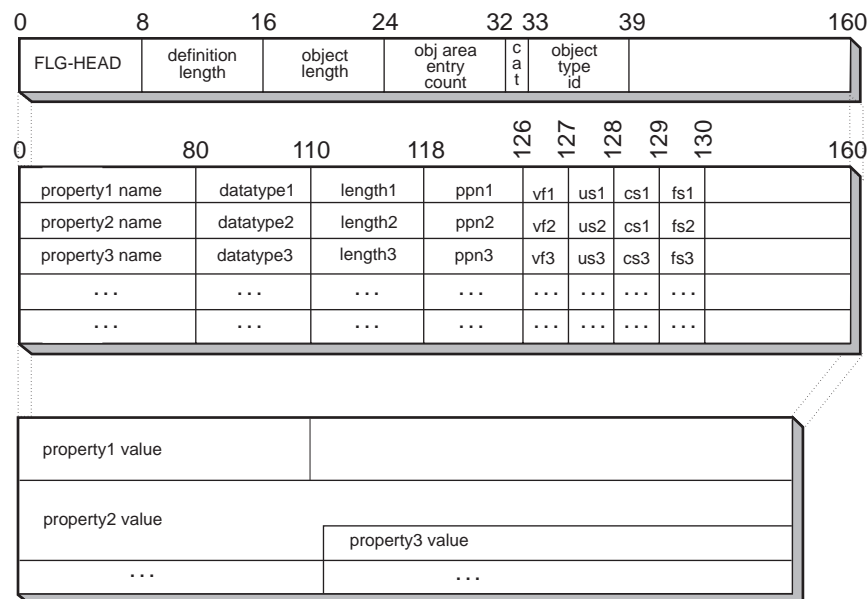 0 8 16 24 32 33 39 160
FLG-HEAD definition length object length obj area entry count cat object type id
0 80 110 118 126 127 128 129 130 160
property1 name datatype1 length1 ppn1 vf1 us1 cs1 fs1
property2 name datatype2 length2 ppn2 vf2 us2 cs1 fs2
property3 name datatype3 length3 ppn3 vf3 us3 cs3 fs3
... ... ... ... ... ... ... ...
... ... ... ... ... ... ... ...
property1 value
property2 value
property3 value
... ...